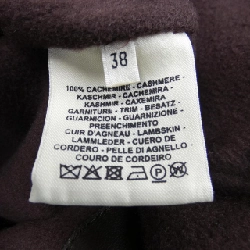 38
100% CACHEMIRE - CASHMERE -
KASCHMIR - CACHEMIRA -
KASHMIR - CAXEMIRA
GARNITURE - TRIM - BESATZ -
GUARNICION - GUARNIZIONE -
PREENCHIMENTO
CUIR D'AGNEAU - LAMBSKIN -
LAMMLEDER - CUERO DE
CORDERO - PELLE DI AGNELLO
COURO DE CORDEIRO
P W